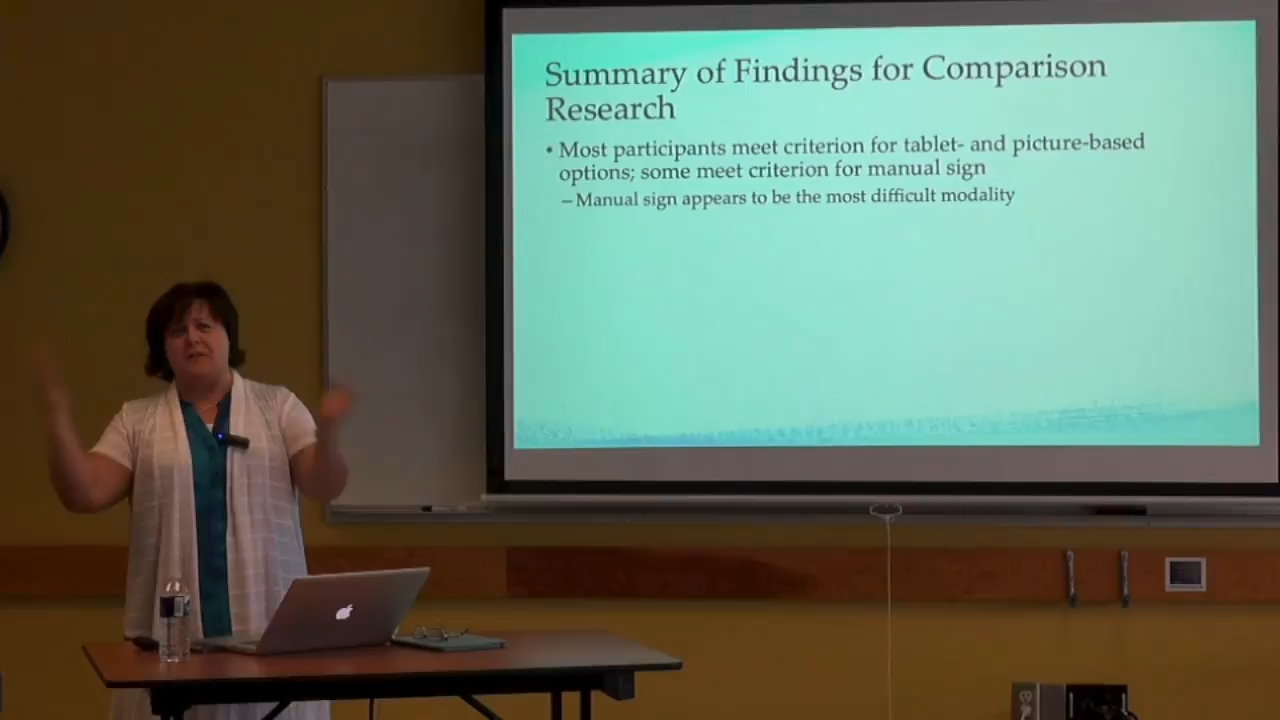 Summary of Findings for Comparison
Research
• Most participants meet criterion for tablet- and picture-based
options; some meet criterion for manual sign
– Manual sign appears to be the most difficult modality